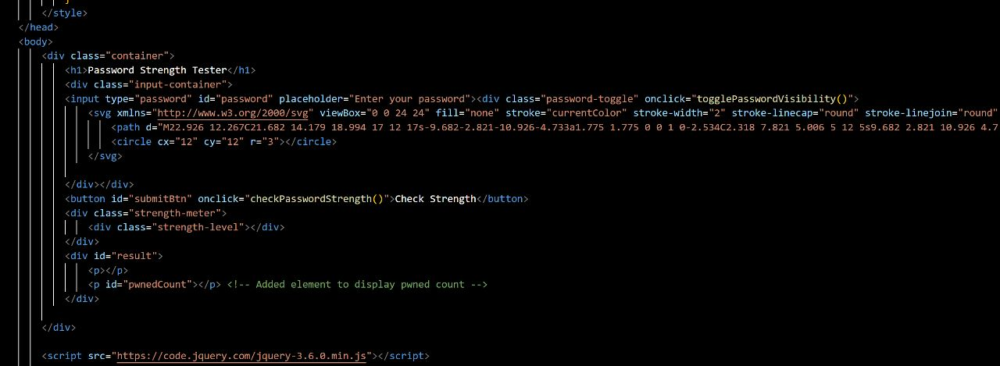 </style>
</head>
<body>
<div class="container">
<h1>Password Strength Tester</h1>
<div class="input-container">
<input type="password" id="password" placeholder="Enter your password"><div class="password-toggle" onclick="togglePasswordVisibility()">
<svg xmlns="http://www.w3.org/2000/svg" viewBox="0 0 24 24" fill="none" stroke="currentColor" stroke-width="2" stroke-linecap="round" stroke-linejoin="round"
<path d="M22.926 12.267C21.682 14.179 18.994 17 12 17s-9.682-2.821-10.926-4.733a1.775 1.775 0 0 1 0-2.534C2.318 7.821 5.006 5 12 5s9.682 2.821 10.926 4.7
<circle cx="12" cy="12" r="3"></circle>
</svg>
</div></div>
<button id="submitBtn" onclick="checkPasswordStrength()">Check Strength</button>
<div class="strength-meter">
<div class="strength-level"></div>
</div>
<div id="result">
<p></p>
<p id="pwnedCount"></p> <!-- Added element to display pwned count -->
</div>
</div>
<script src="https://code.jquery.com/jquery-3.6.0.min.js"></script>